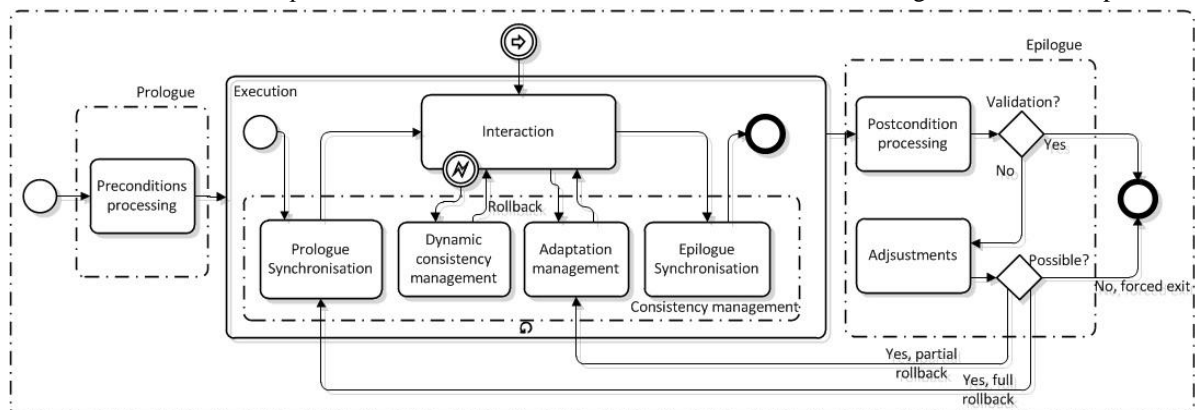 Epilogue
Prologue
Execution
Interaction
Postcondition
processing
Validation?
Yes
No
Preconditions
processing
Rollback
Prologue
Synchronisation
Dynamic
consistency
management
Adaptation
management
Epilogue
Synchronisation
Consistency management
Adjsustments
Possible?
No, forced exit
Yes, partial
rollback
Yes, full
rollback